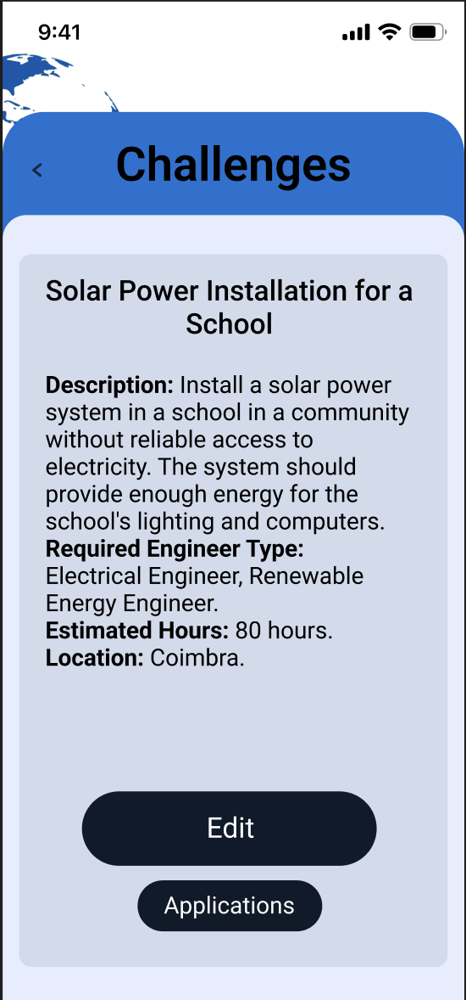 9:41
Challenges
Solar Power Installation for a
School
Description: Install a solar power
system in a school in a community
without reliable access to
electricity. The system should
provide enough energy for the
school's lighting and computers.
Required Engineer Type:
Electrical Engineer, Renewable
Energy Engineer.
Estimated Hours: 80 hours.
Location: Coimbra.
Edit
Applications